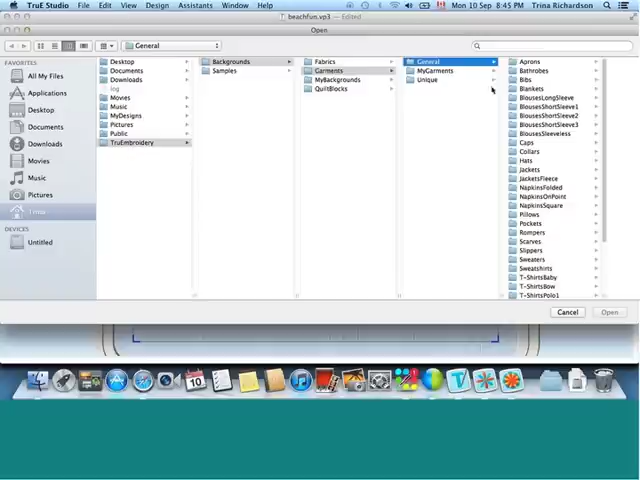 TruE Studio File Edit View Design Assistants Window Help Mon 10 Sep 8:45 PM Trina Richardson
beachfun.vp3 — Edited
Open
General
FAVORITES
All My Files
Applications
Desktop
Documents
Downloads
Movies
Music
Pictures
Trina
DEVICES
Untitled
Desktop
Documents
Downloads
log
Movies
Music
MyDesigns
Pictures
Public
TruEmbroidery
Backgrounds
Samples
Fabrics
Garments
MyBackgrounds
QuiltBlocks
General
MyGarments
Unique
Aprons
Bathrobes
Bibs
Blankets
BlousesLongSleeve
BlousesShortSleeve1
BlousesShortSleeve2
BlousesShortSleeve3
BlousesSleeveless
Caps
Collars
Hats
Jackets
JacketsFleece
NapkinsFolded
NapkinsOnPoint
NapkinsSquare
Pillows
Pockets
Rompers
Scarves
Slippers
Sweaters
Sweatshirts
T-ShirtsBaby
T-ShirtsBow
T-ShirtsPolo1
Cancel Open
10